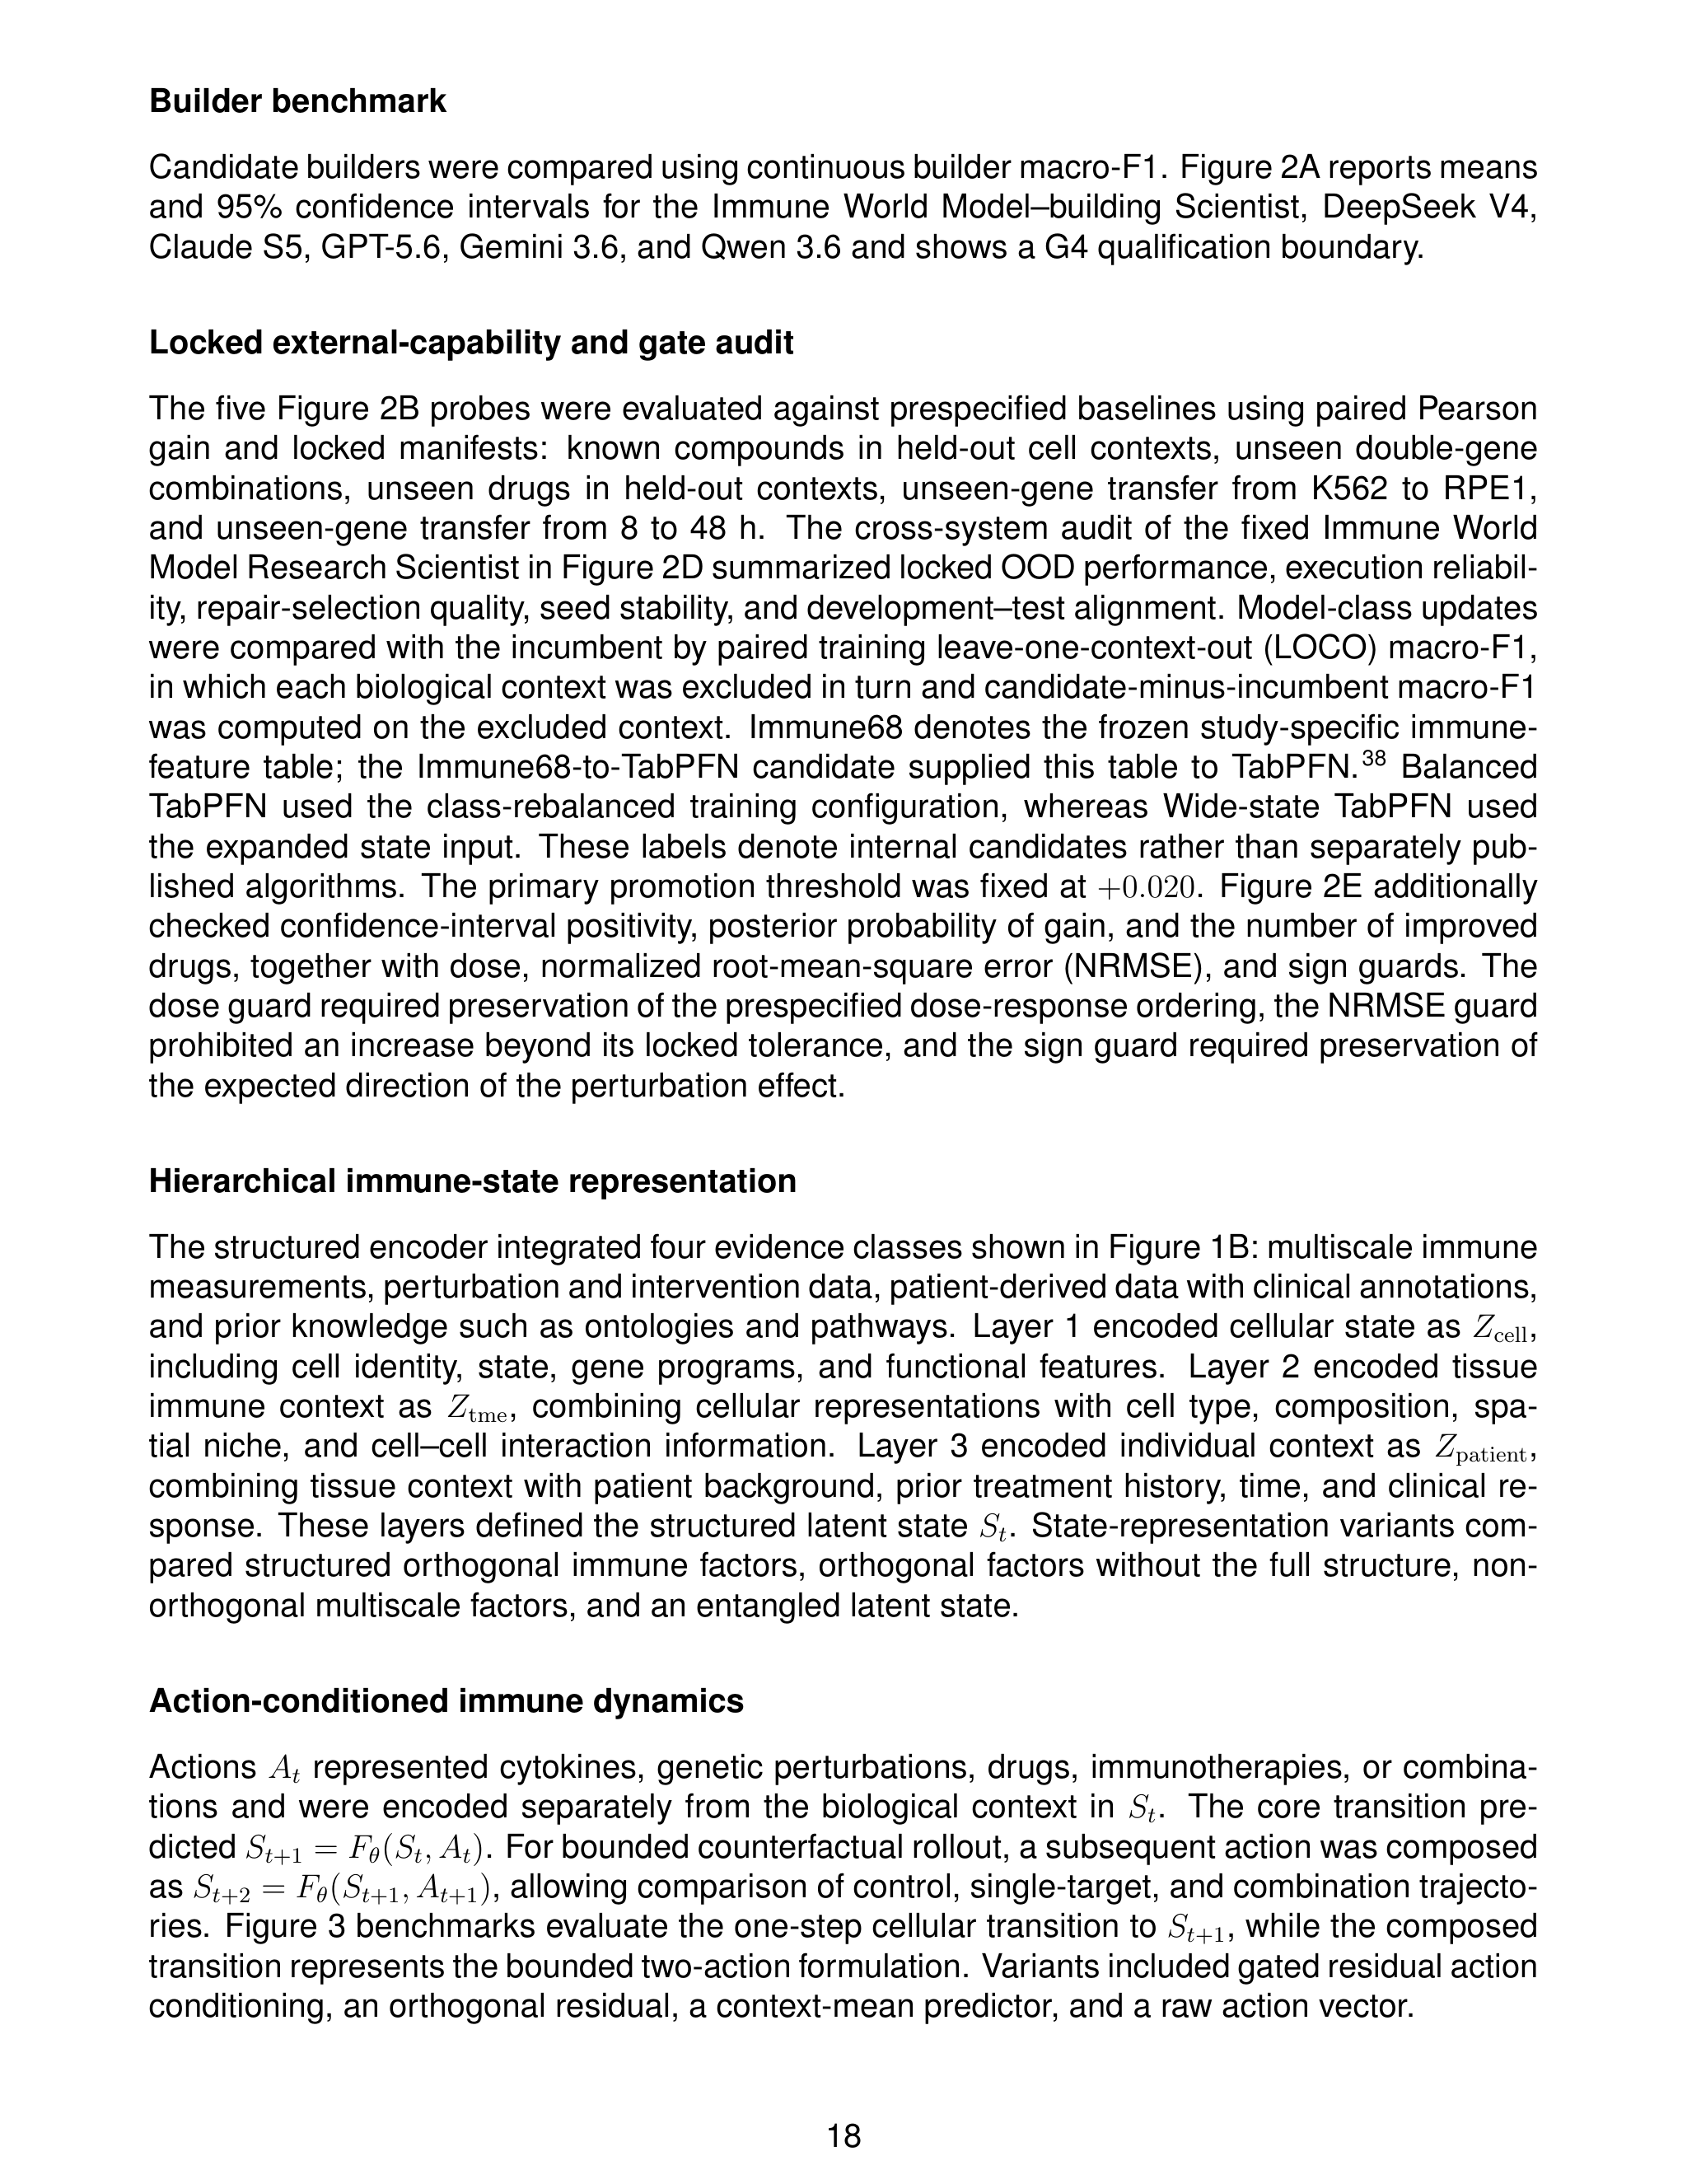 Builder benchmark
Candidate builders were compared using continuous builder macro-F1. Figure 2A reports means
and 95% confidence intervals for the Immune World Model–building Scientist, DeepSeek V4,
Claude S5, GPT-5.6, Gemini 3.6, and Qwen 3.6 and shows a G4 qualification boundary.
Locked external-capability and gate audit
The five Figure 2B probes were evaluated against prespecified baselines using paired Pearson
gain and locked manifests: known compounds in held-out cell contexts, unseen double-gene
combinations, unseen drugs in held-out contexts, unseen-gene transfer from K562 to RPE1,
and unseen-gene transfer from 8 to 48 h. The cross-system audit of the fixed Immune World
Model Research Scientist in Figure 2D summarized locked OOD performance, execution reliabil-
ity, repair-selection quality, seed stability, and development–test alignment. Model-class updates
were compared with the incumbent by paired training leave-one-context-out (LOCO) macro-F1,
in which each biological context was excluded in turn and candidate-minus-incumbent macro-F1
was computed on the excluded context. Immune68 denotes the frozen study-specific immune-
feature table; the Immune68-to-TabPFN candidate supplied this table to TabPFN.³⁸ Balanced
TabPFN used the class-rebalanced training configuration, whereas Wide-state TabPFN used
the expanded state input. These labels denote internal candidates rather than separately pub-
lished algorithms. The primary promotion threshold was fixed at +0.020. Figure 2E additionally
checked confidence-interval positivity, posterior probability of gain, and the number of improved
drugs, together with dose, normalized root-mean-square error (NRMSE), and sign guards. The
dose guard required preservation of the prespecified dose-response ordering, the NRMSE guard
prohibited an increase beyond its locked tolerance, and the sign guard required preservation of
the expected direction of the perturbation effect.
Hierarchical immune-state representation
The structured encoder integrated four evidence classes shown in Figure 1B: multiscale immune
measurements, perturbation and intervention data, patient-derived data with clinical annotations,
and prior knowledge such as ontologies and pathways. Layer 1 encoded cellular state as Z_cell,
including cell identity, state, gene programs, and functional features. Layer 2 encoded tissue
immune context as Z_tme, combining cellular representations with cell type, composition, spa-
tial niche, and cell–cell interaction information. Layer 3 encoded individual context as Z_patient,
combining tissue context with patient background, prior treatment history, time, and clinical re-
sponse. These layers defined the structured latent state S_t. State-representation variants com-
pared structured orthogonal immune factors, orthogonal factors without the full structure, non-
orthogonal multiscale factors, and an entangled latent state.
Action-conditioned immune dynamics
Actions A_t represented cytokines, genetic perturbations, drugs, immunotherapies, or combina-
tions and were encoded separately from the biological context in S_t. The core transition pre-
dicted S_{t+1} = F_θ(S_t, A_t). For bounded counterfactual rollout, a subsequent action was composed
as S_{t+2} = F_θ(S_{t+1}, A_{t+1}), allowing comparison of control, single-target, and combination trajecto-
ries. Figure 3 benchmarks evaluate the one-step cellular transition to S_{t+1}, while the composed
transition represents the bounded two-action formulation. Variants included gated residual action
conditioning, an orthogonal residual, a context-mean predictor, and a raw action vector.
18